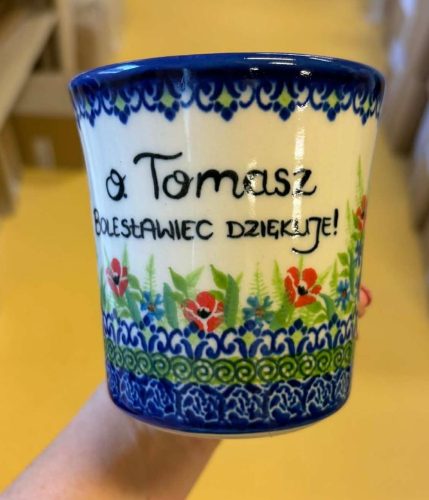 o. Tomasz
BOLESŁAWIEC DZIĘKUJE!